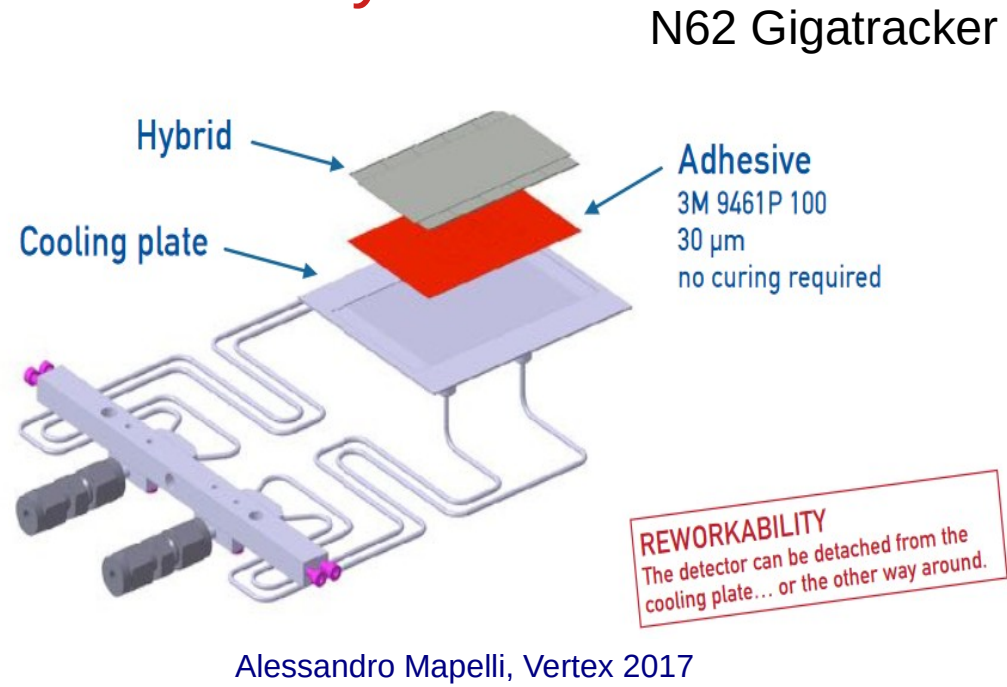 N62 Gigatracker
Hybrid
Adhesive
3M 9461P 100
30 µm
no curing required
Cooling plate
REWORKABILITY
The detector can be detached from the
cooling plate... or the other way around.
Alessandro Mapelli, Vertex 2017